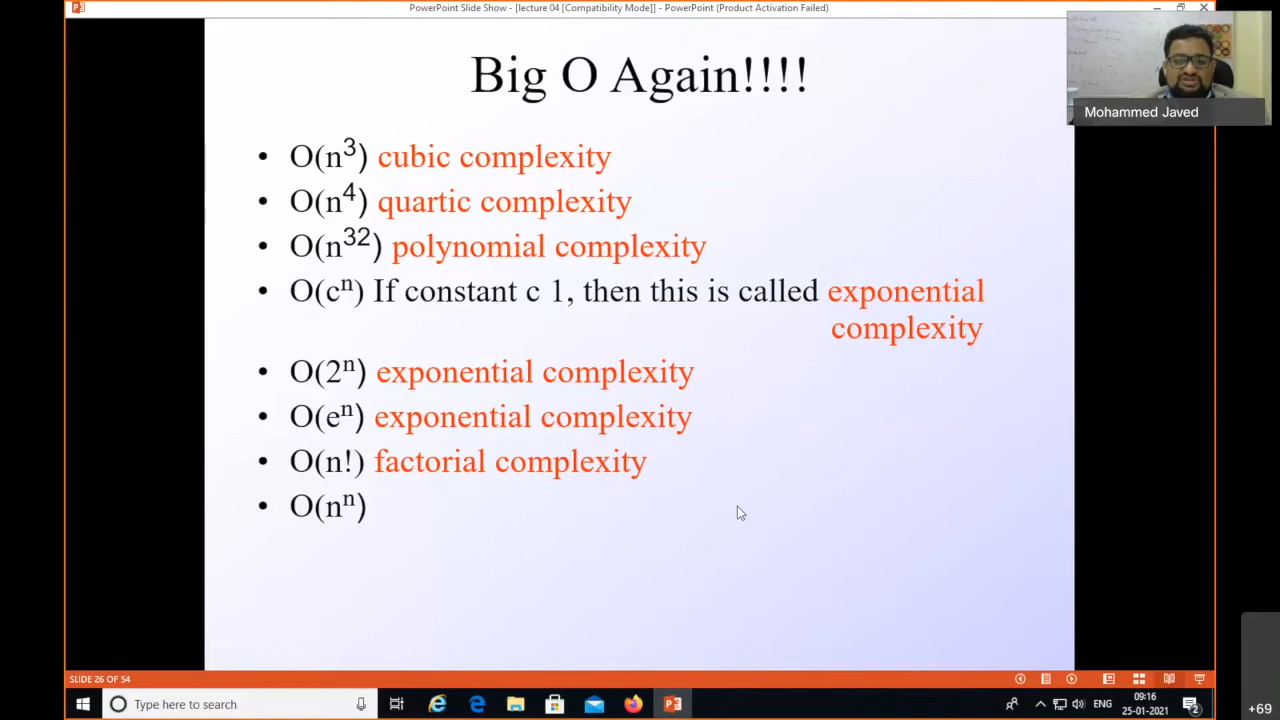 PowerPoint Slide Show - [lecture 04 [Compatibility Mode]] - PowerPoint (Product Activation Failed)
Big O Again!!!!
Mohammed Javed
• O(n³) cubic complexity
• O(n⁴) quartic complexity
• O(n³²) polynomial complexity
• O(cⁿ) If constant c 1, then this is called exponential
complexity
• O(2ⁿ) exponential complexity
• O(eⁿ) exponential complexity
• O(n!) factorial complexity
• O(nⁿ)
SLIDE 26 OF 54
Type here to search
ENG
09:16
25-01-2021
2
+69